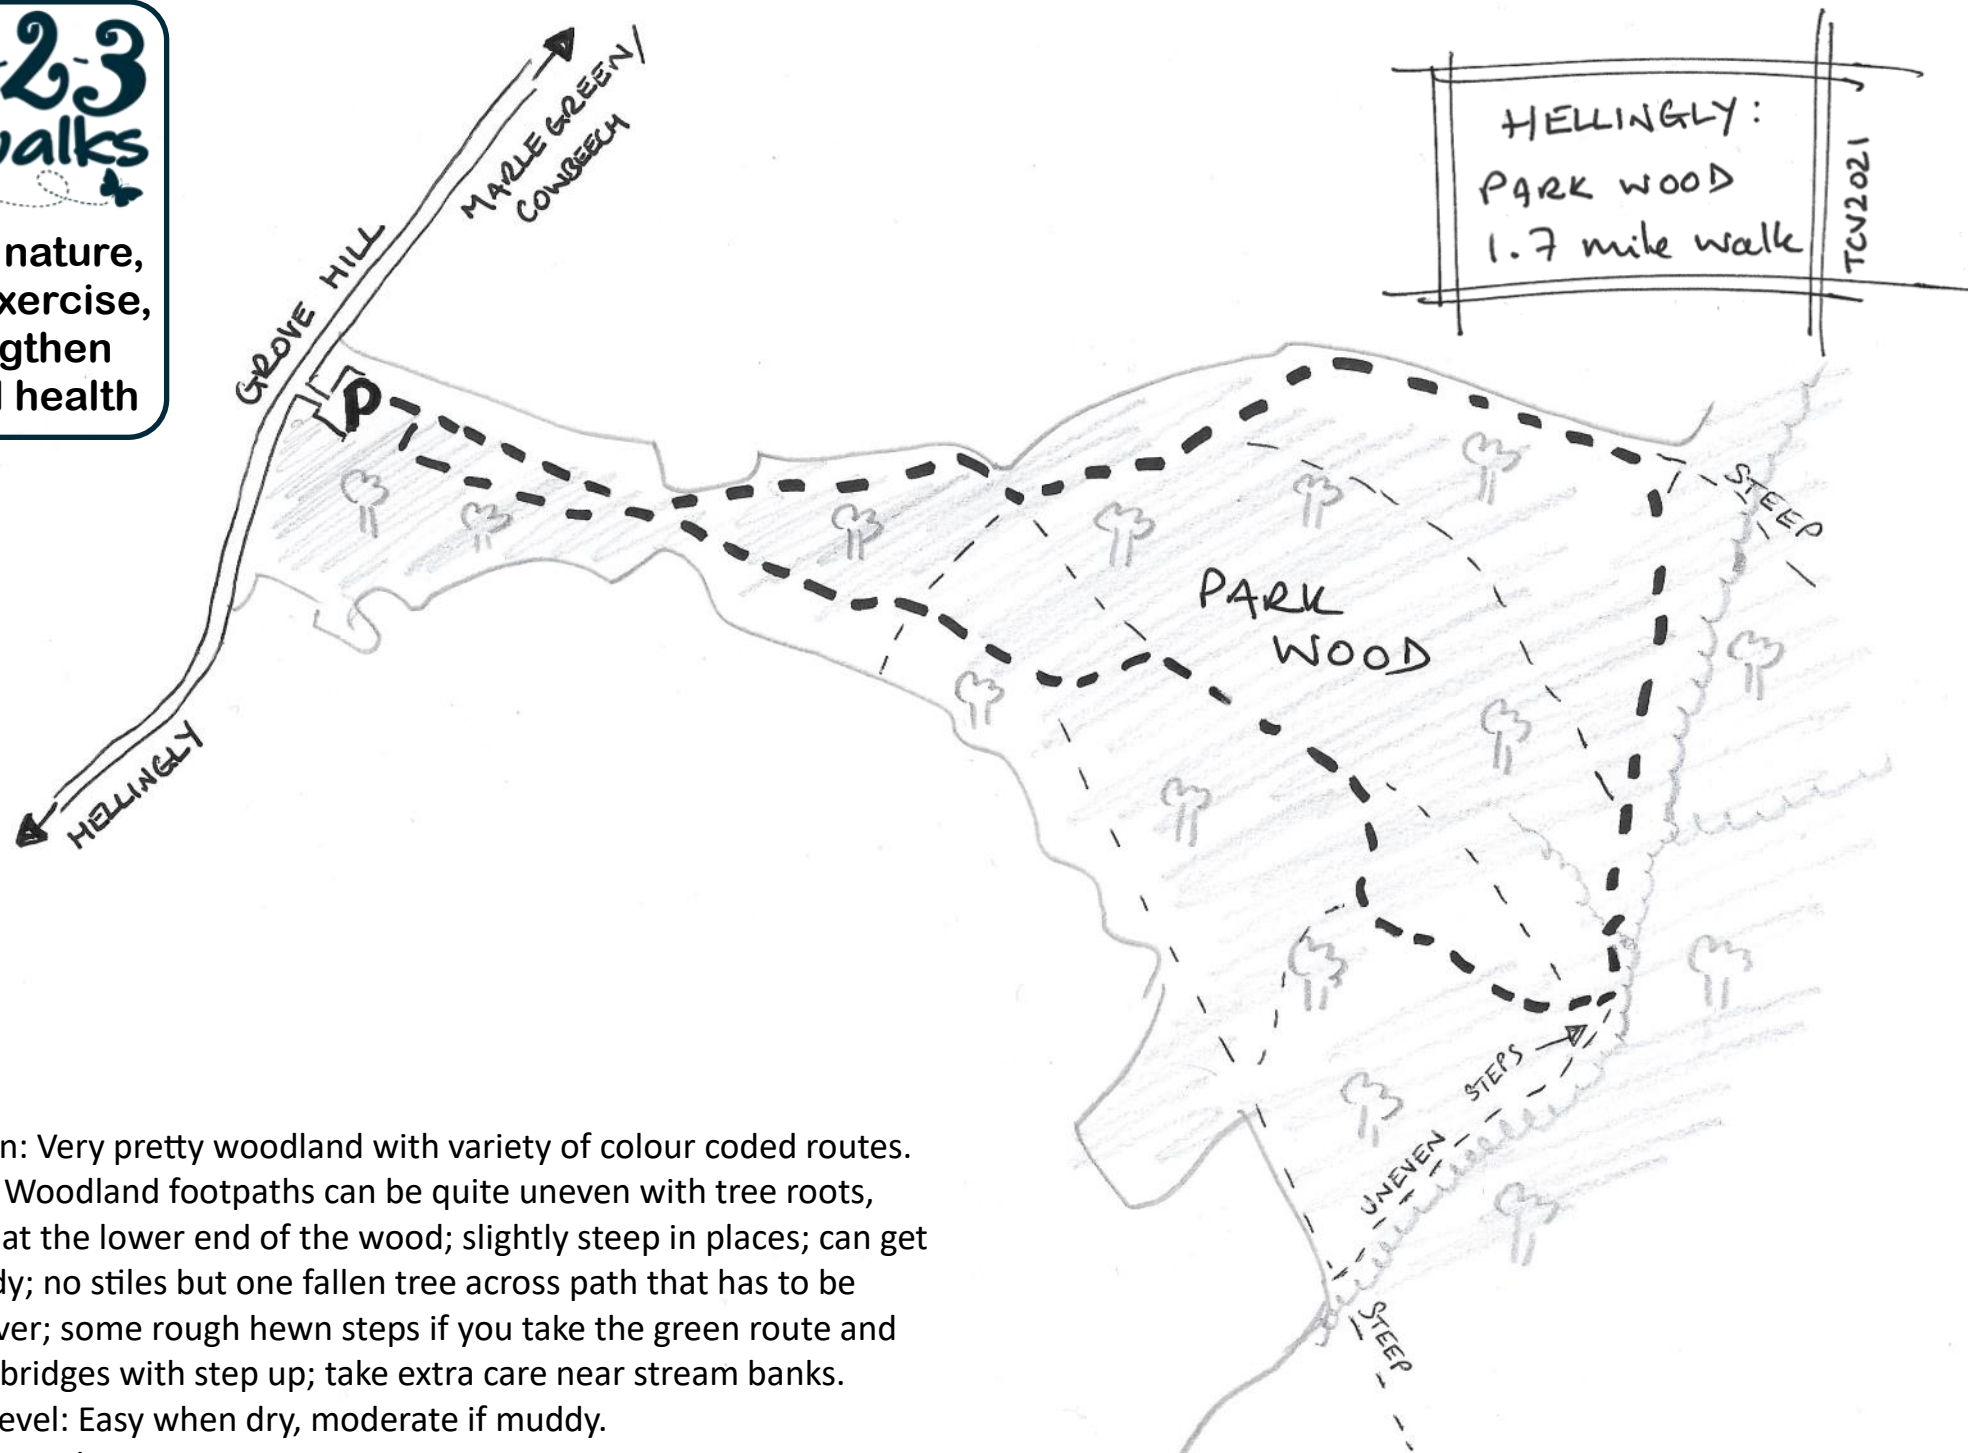 -2-3
walks
nature,
xercise,
gthen
health
GROVE HILL
MARLE GREEN/
COWBEECH
HELLINGLY
HELLINGLY:
PARK WOOD
1.7 mile walk
TCV2021
P
STEEP
PARK
WOOD
STEPS
UNEVEN
STEEP
n: Very pretty woodland with variety of colour coded routes.
Woodland footpaths can be quite uneven with tree roots,
at the lower end of the wood; slightly steep in places; can get
dy; no stiles but one fallen tree across path that has to be
ver; some rough hewn steps if you take the green route and
bridges with step up; take extra care near stream banks.
evel: Easy when dry, moderate if muddy.